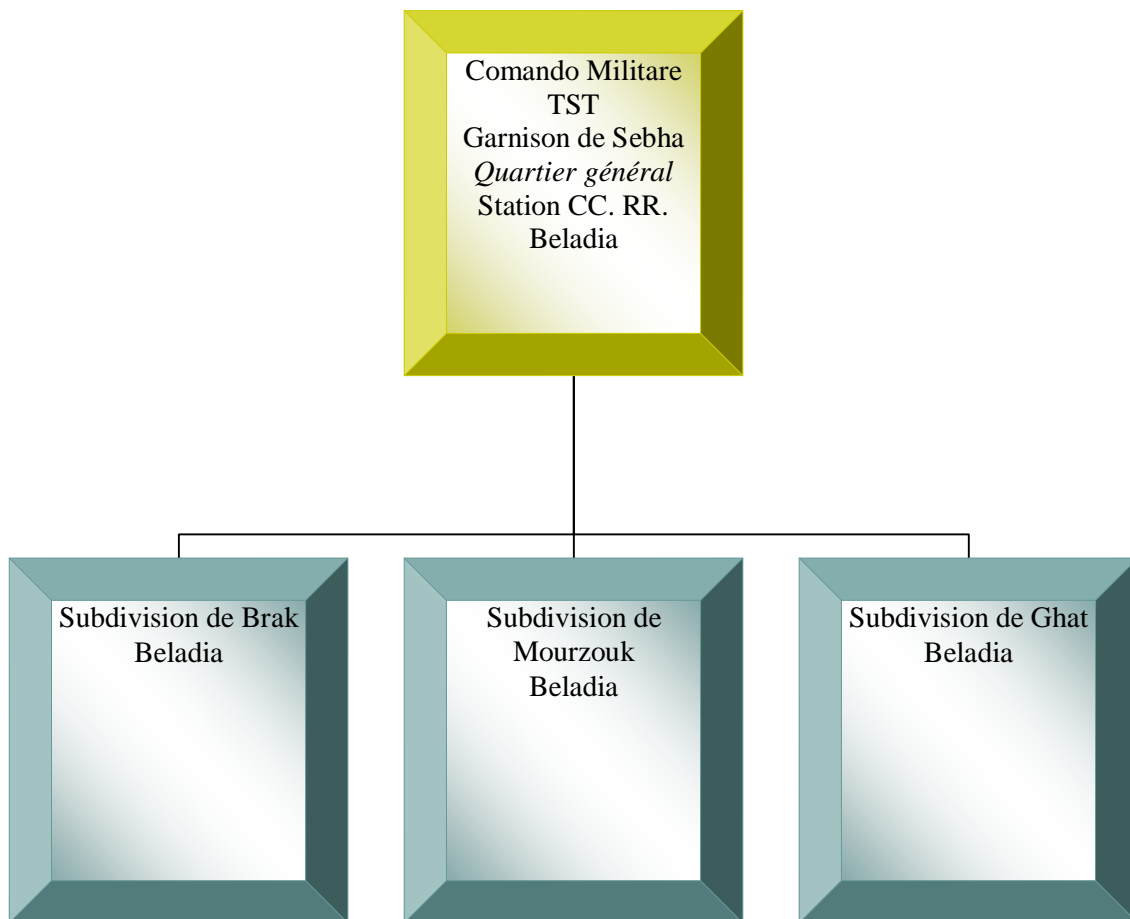 Comando Militare
TST
Garnison de Sebha
Quartier général
Station CC. RR.
Beladia
Subdivision de Brak
Beladia
Subdivision de
Mourzouk
Beladia
Subdivision de Ghat
Beladia